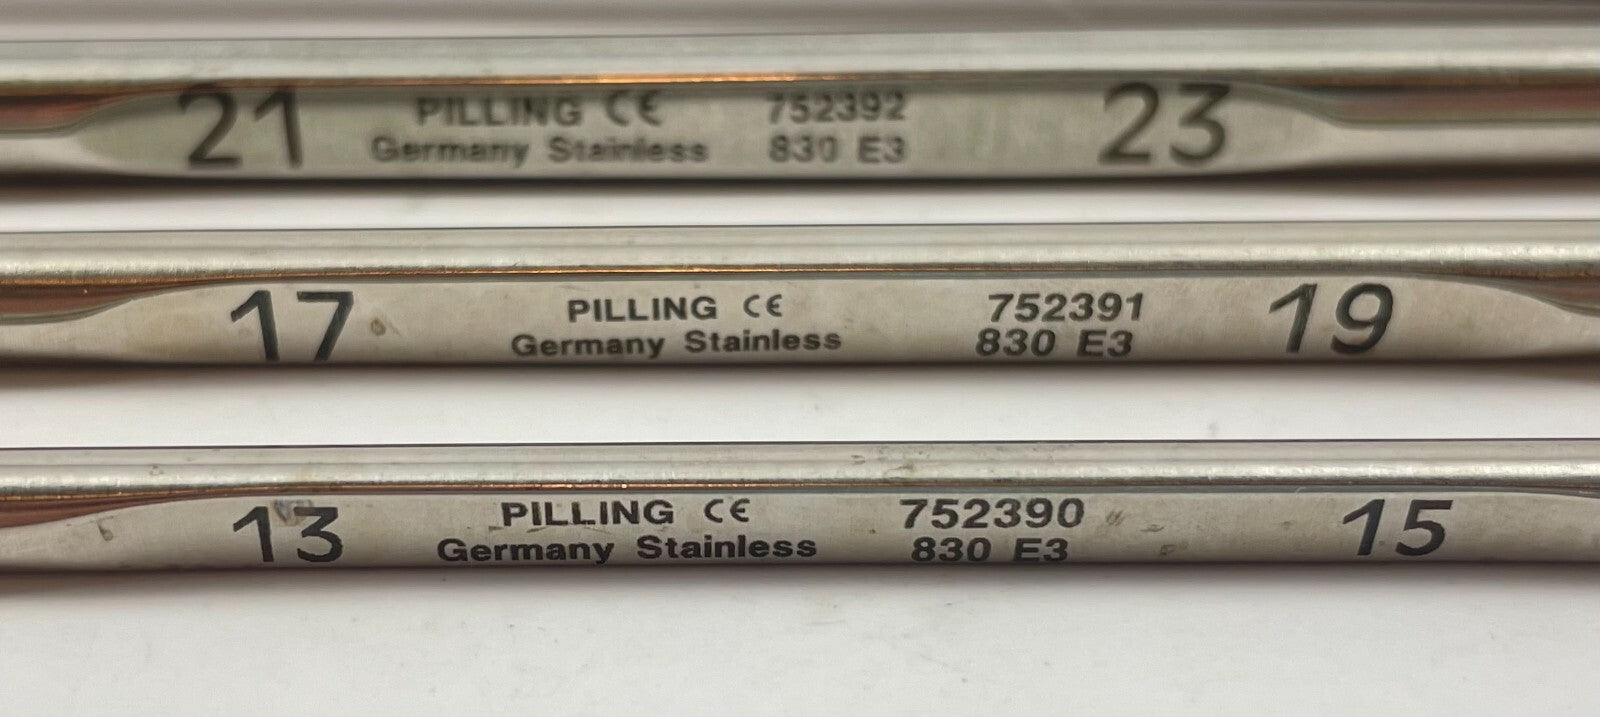 21 PILLING CE 752392 23
Germany Stainless 830 E3
17 PILLING CE 752391 19
Germany Stainless 830 E3
13 PILLING CE 752390 15
Germany Stainless 830 E3